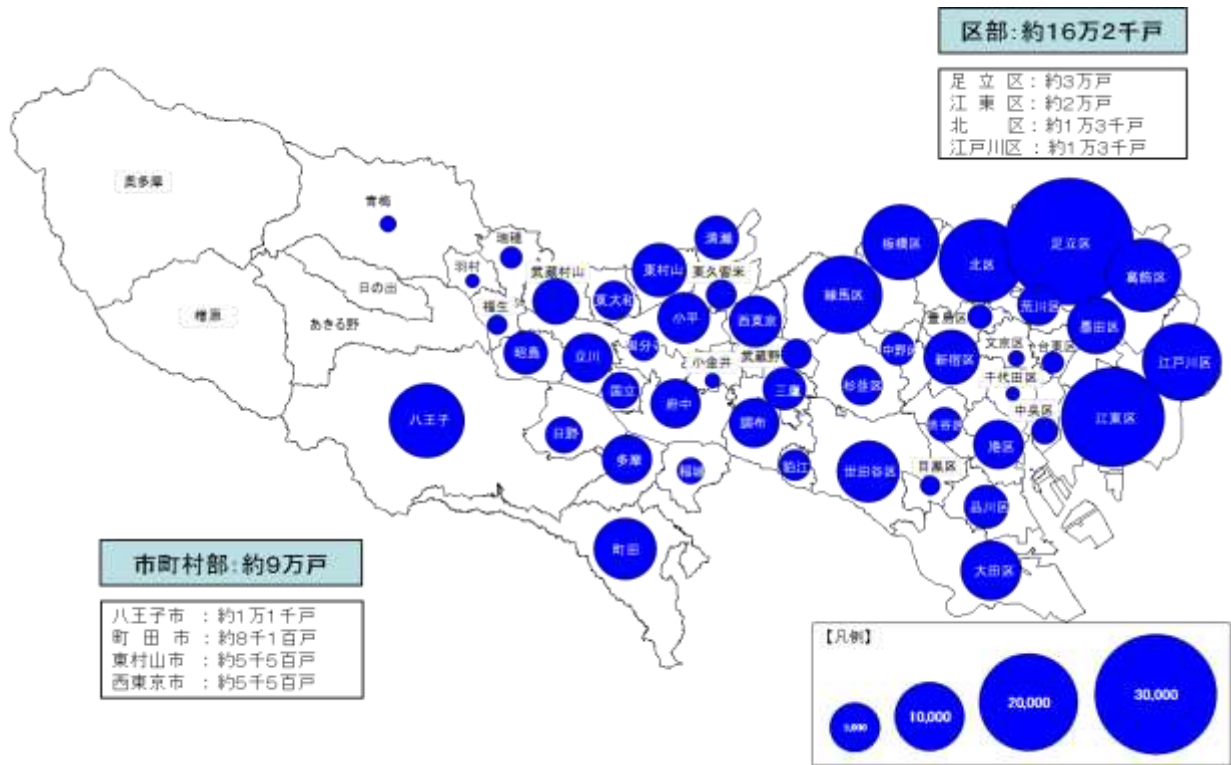 区部:約16万2千戸
足 立 区 : 約3万戸
江 東 区 : 約2万戸
北 区 : 約1万3千戸
江戸川区 : 約1万3千戸
奥多摩
青梅
瑞穂
羽村
武蔵村山
福生
日の出
檜原
あきる野
清瀬
東村山
東久留米
東大和
小平
西東京
昭島
立川
国分寺
小金井
武蔵野
国立
府中
三鷹
調布
八王子
日野
多摩
稲城
狛江
町田
板橋区
北区
足立区
葛飾区
練馬区
豊島区
荒川区
墨田区
中野区
新宿区
文京区
台東区
江戸川区
杉並区
千代田区
中央区
江東区
渋谷区
港区
世田谷区
目黒区
品川区
大田区
市町村部:約9万戸
八王子市 : 約1万1千戸
町 田 市 : 約8千1百戸
東村山市 : 約5千5百戸
西東京市 : 約5千5百戸
【凡例】
5,000
10,000
20,000
30,000